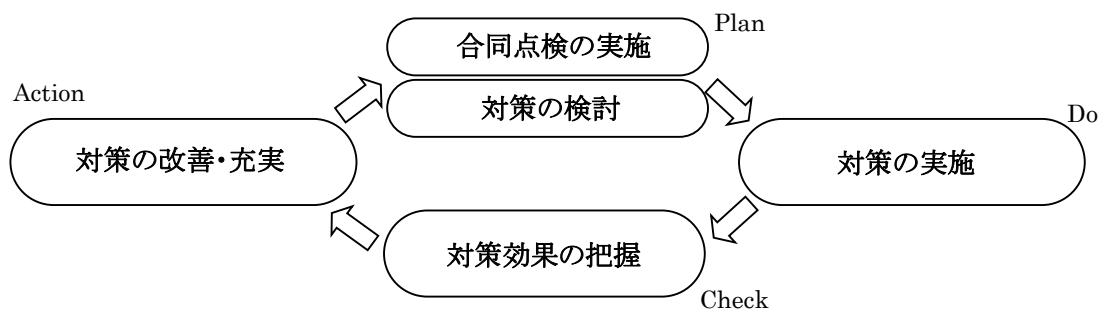 合同点検の実施
Plan
対策の検討
Action
Do
対策の改善・充実
対策の実施
対策効果の把握
Check